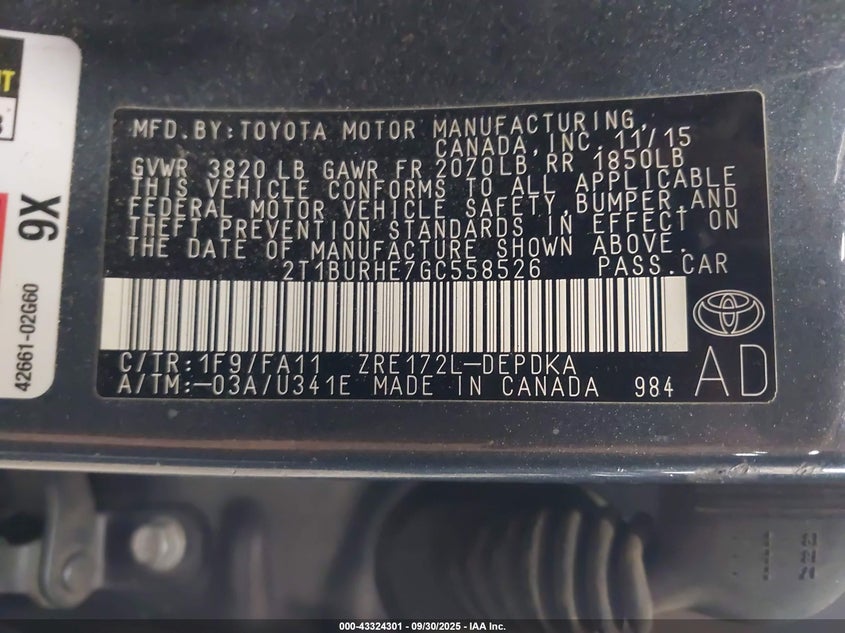 MFD.BY:TOYOTA MOTOR MANUFACTURING,
CANADA,INC. 11/15
GVWR 3820 LB GAWR FR 2070LB RR 1850LB
THIS VEHICLE CONFORMS TO ALL APPLICABLE
FEDERAL MOTOR VEHICLE SAFETY,BUMPER,AND
THEFT PREVENTION STANDARDS IN EFFECT ON
THE DATE OF MANUFACTURE SHOWN ABOVE.
2T1BURHE7GC558526 PASS.CAR
C/TR:1F9/FA11 ZRE172L-DEPDKA
A/TM:-03A/U341E MADE IN CANADA 984
AD
9X
42661-02G60
000-43324301 - 09/30/2025 - IAA Inc.